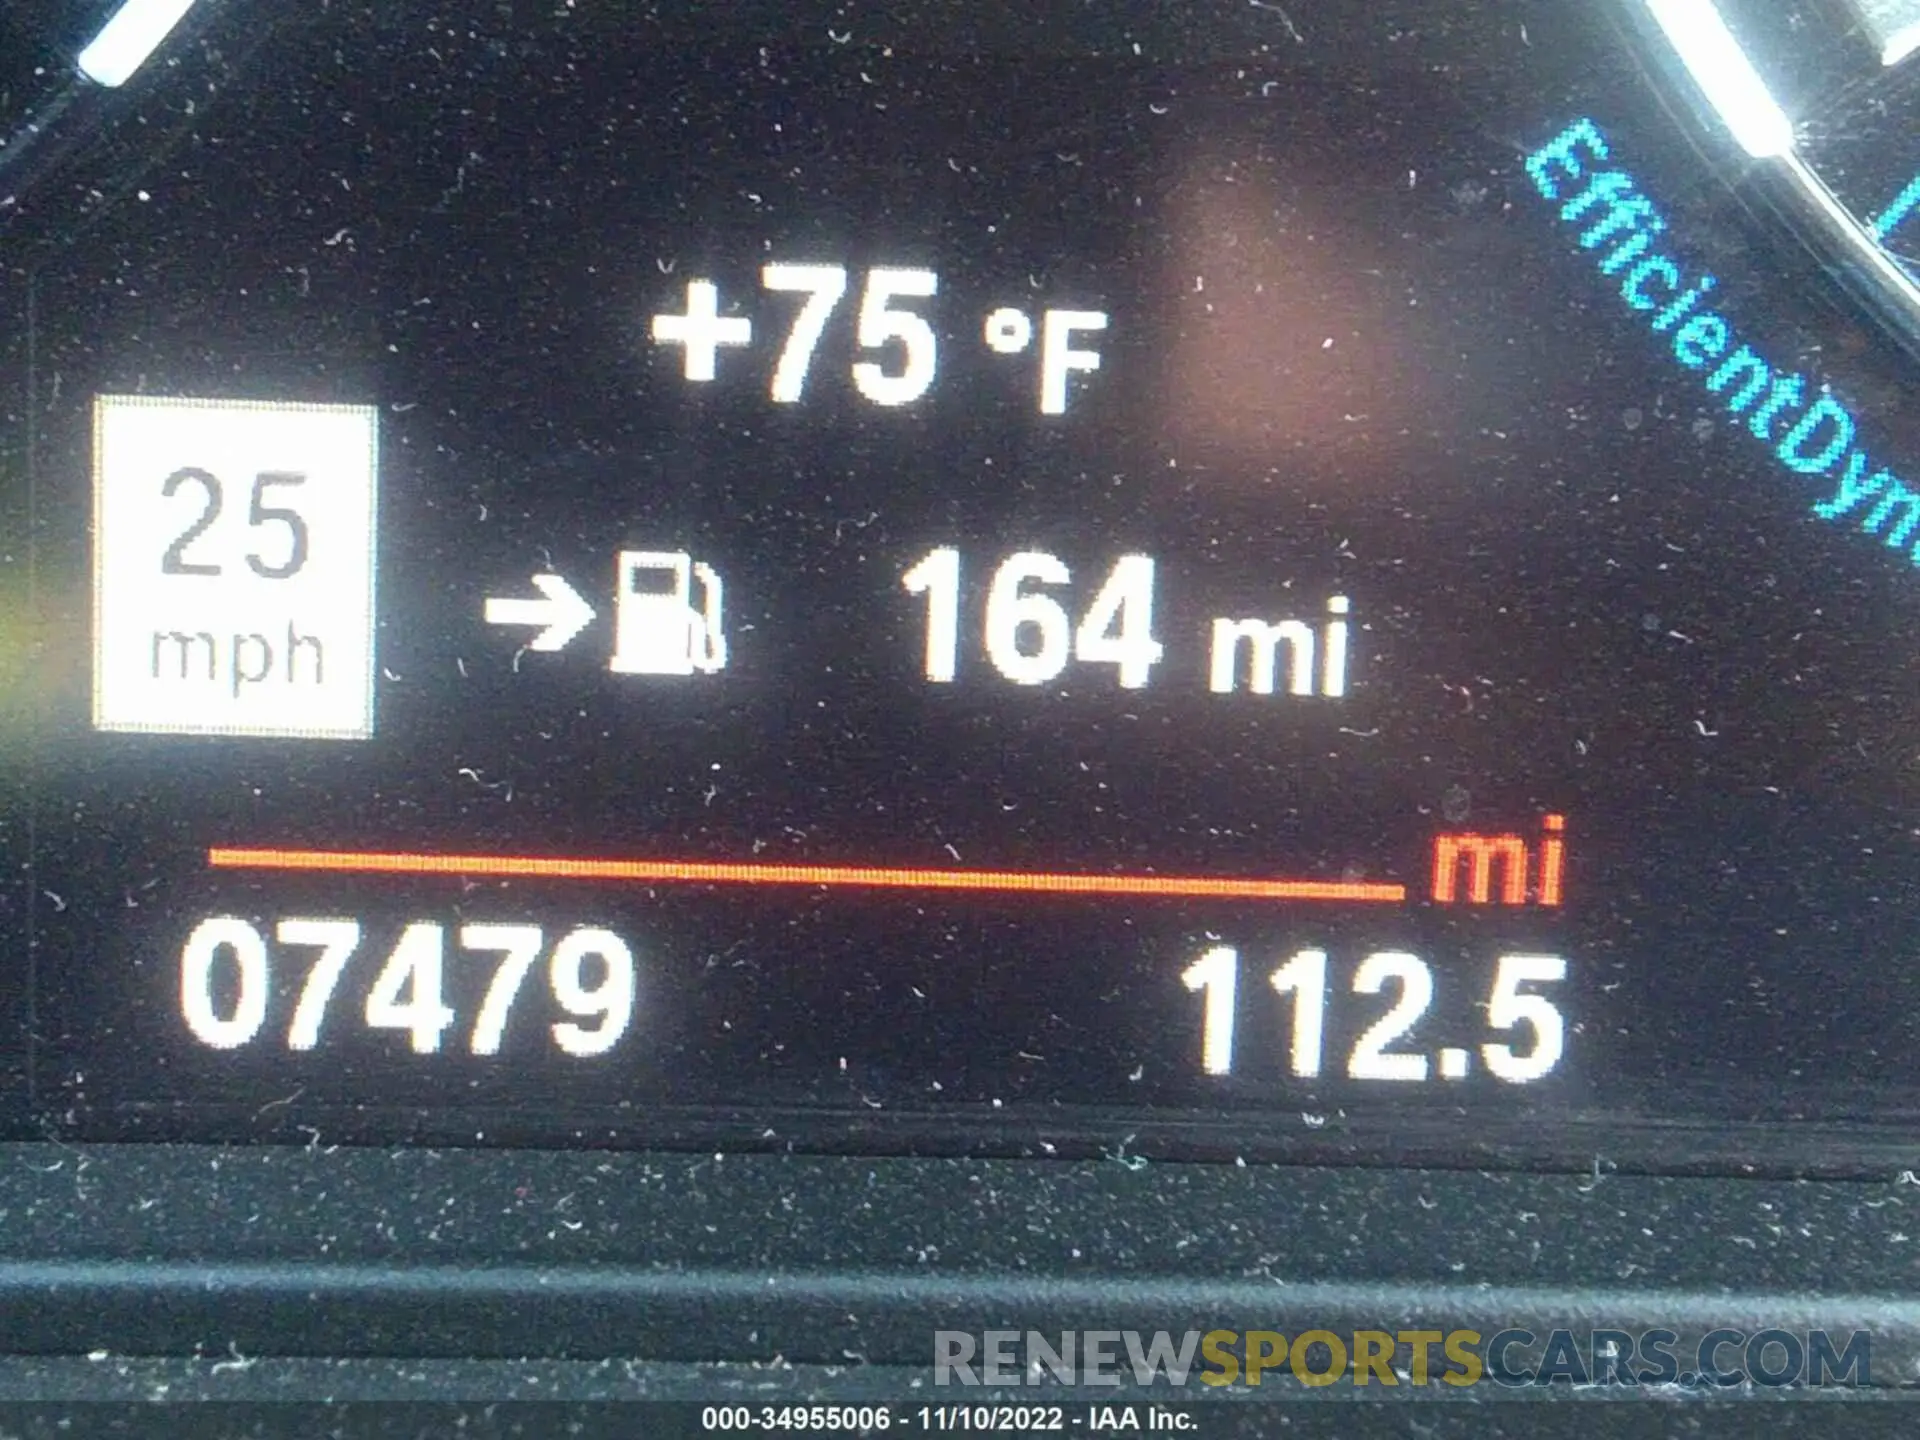 EfficientDyn
+75 °F
25
mph
164 mi
mi
07479 112.5
RENEWSPORTSCARS.COM
000-34955006 - 11/10/2022 - IAA Inc.